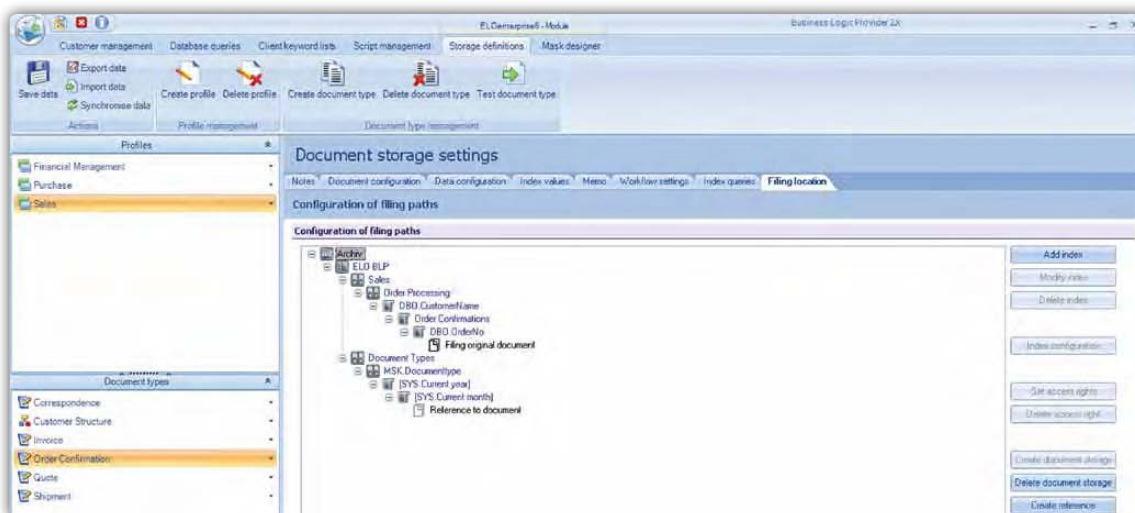 ELOenterprise5 - Module
Business Logic Provider 2.x
Customer management Database queries Client keyword lists Script management Storage definitions Mask designer
Save data
Export data
Import data
Synchronise data
Create profile Delete profile
Create document type Delete document type Test document type
Actions
Profile management
Document type management
Profiles
Financial Management
Purchase
Sales
Document types
Correspondence
Customer Structure
Invoice
Order Confirmation
Quote
Shipment
Document storage settings
Notes Document configuration Data configuration Index values Memo Workflow settings Index queries Filing location
Configuration of filing paths
Configuration of filing paths
Archiv
ELO BLP
Sales
Order Processing
DBO.CustomerName
Order Confirmations
DBO.OrderNo
Filing original document
Document Types
MSK.Documenttype
[SYS.Current year]
[SYS.Current month]
Reference to document
Add index
Modify index
Delete index
Index configuration
Set access rights
Delete access right
Create document storage
Delete document storage
Create reference